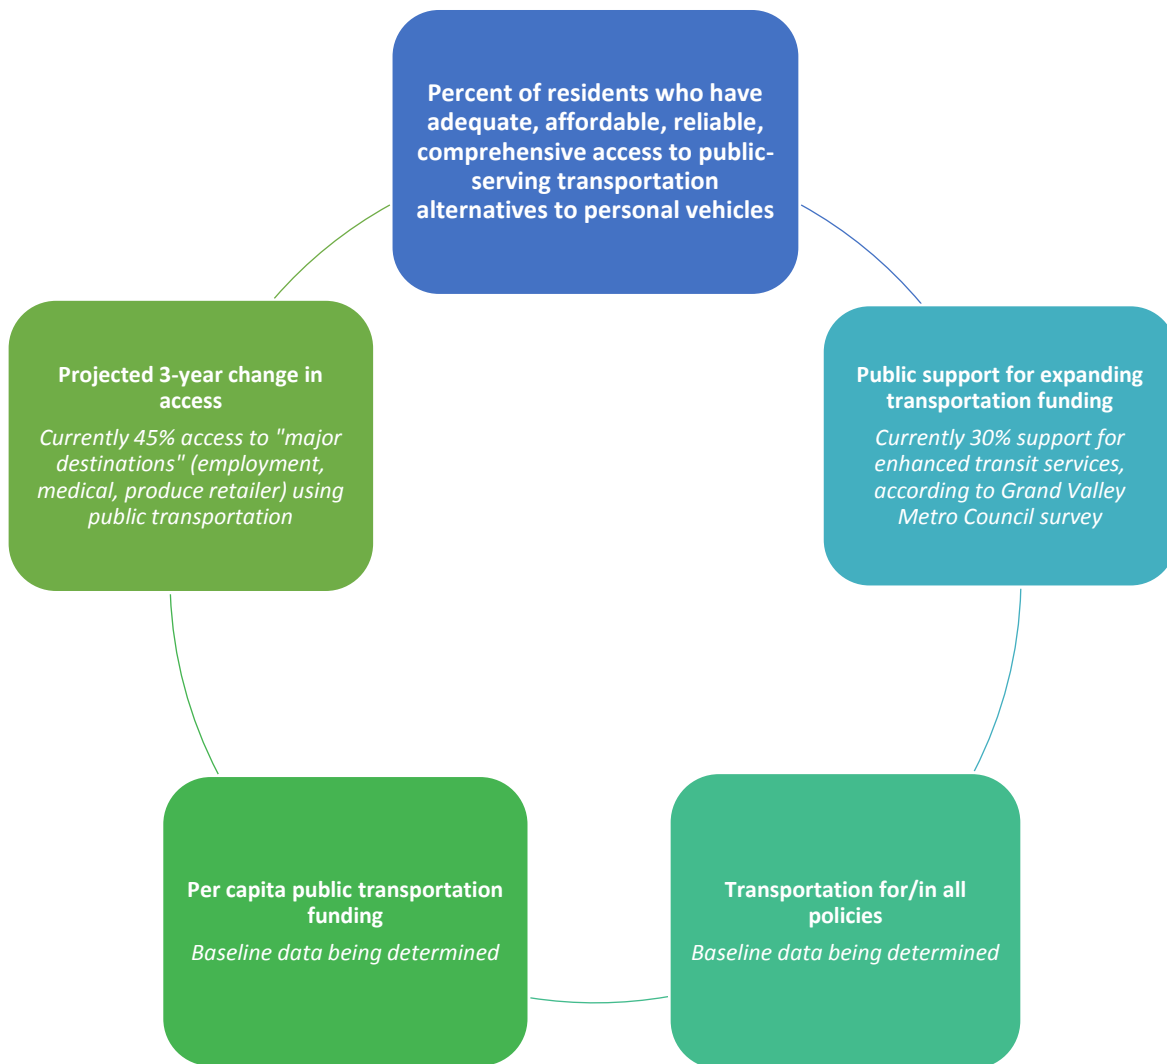 Percent of residents who have
adequate, affordable, reliable,
comprehensive access to public-
serving transportation
alternatives to personal vehicles
Projected 3-year change in
access
Currently 45% access to "major
destinations" (employment,
medical, produce retailer) using
public transportation
Public support for expanding
transportation funding
Currently 30% support for
enhanced transit services,
according to Grand Valley
Metro Council survey
Per capita public transportation
funding
Baseline data being determined
Transportation for/in all
policies
Baseline data being determined